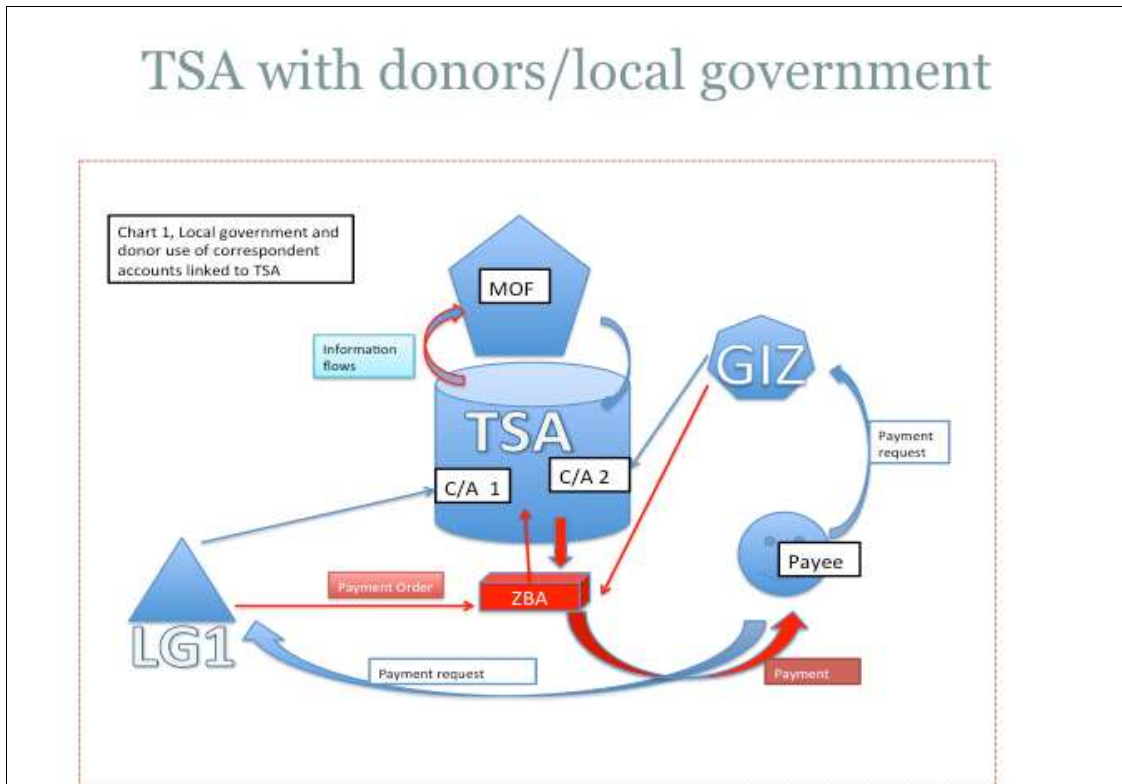 TSA with donors/local government
Chart 1, Local government and
donor use of correspondent
accounts linked to TSA
MOF
Information
flows
GIZ
TSA
Payment
request
C/A 1
C/A 2
Payee
Payment Order
ZBA
LG1
Payment request
Payment